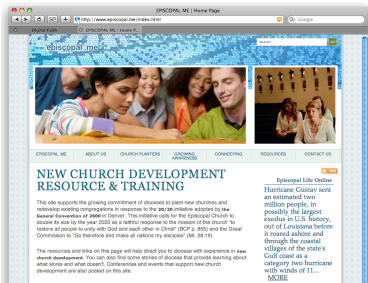 EPISCOPAL ME | Home Page
http://www.episcopal.me/index.html
Google
Digital Faith
EPISCOPAL ME | Home P...
episcopal me
search
EPISCOPAL ME
ABOUT US
CHURCH PLANTERS
GROWING
AWARENESS
CONNECTING
RESOURCES
CONTACT US
NEW CHURCH DEVELOPMENT
RESOURCE & TRAINING
This site supports the growing commitment of dioceses to plant new churches and
redevelop existing congregations in response to the 20/20 initiative adopted by the
General Convention of 2000 in Denver. This initiative calls for the Episcopal Church to
double its size by the year 2020 as a faithful response to the mission of the church "to
restore all people to unity with God and each other in Christ" (BCP p. 855) and the Great
Commission to "Go therefore and make all nations my disciples" (Mt. 28:19).
The resources and links on this page will help direct you to diocese with experience in new
church development. You can also find some stories of diocese that provide learning about
what works and what doesn't. Conferences and events that support new church
development are also posted on this site.
Episcopal Life Online
Hurricane Gustav sent
an estimated two
million people, in
possibly the largest
exodus in U.S. history,
out of Louisiana before
it roared ashore and
through the coastal
villages of the state's
Gulf coast as a
category two hurricane
with winds of 11...
MORE